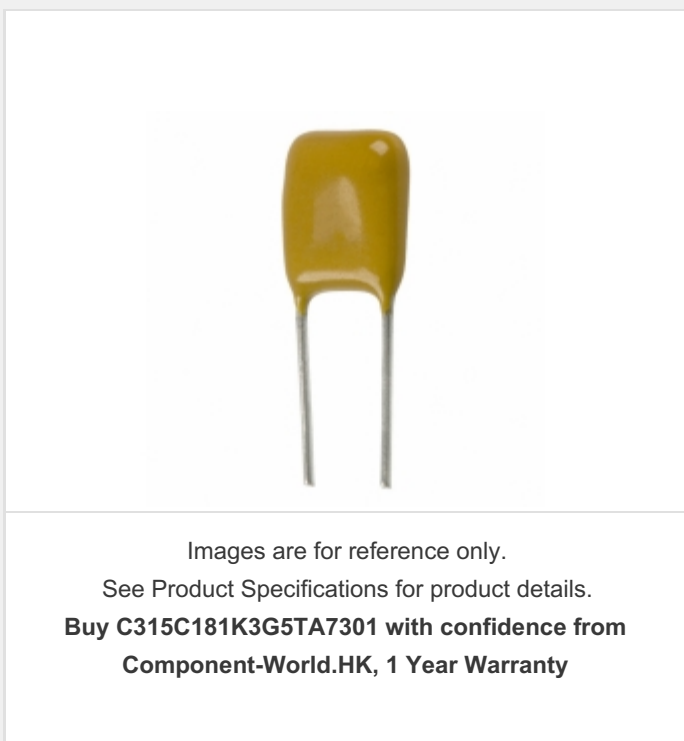 Images are for reference only.
See Product Specifications for product details.
Buy C315C181K3G5TA7301 with confidence from
Component-World.HK, 1 Year Warranty